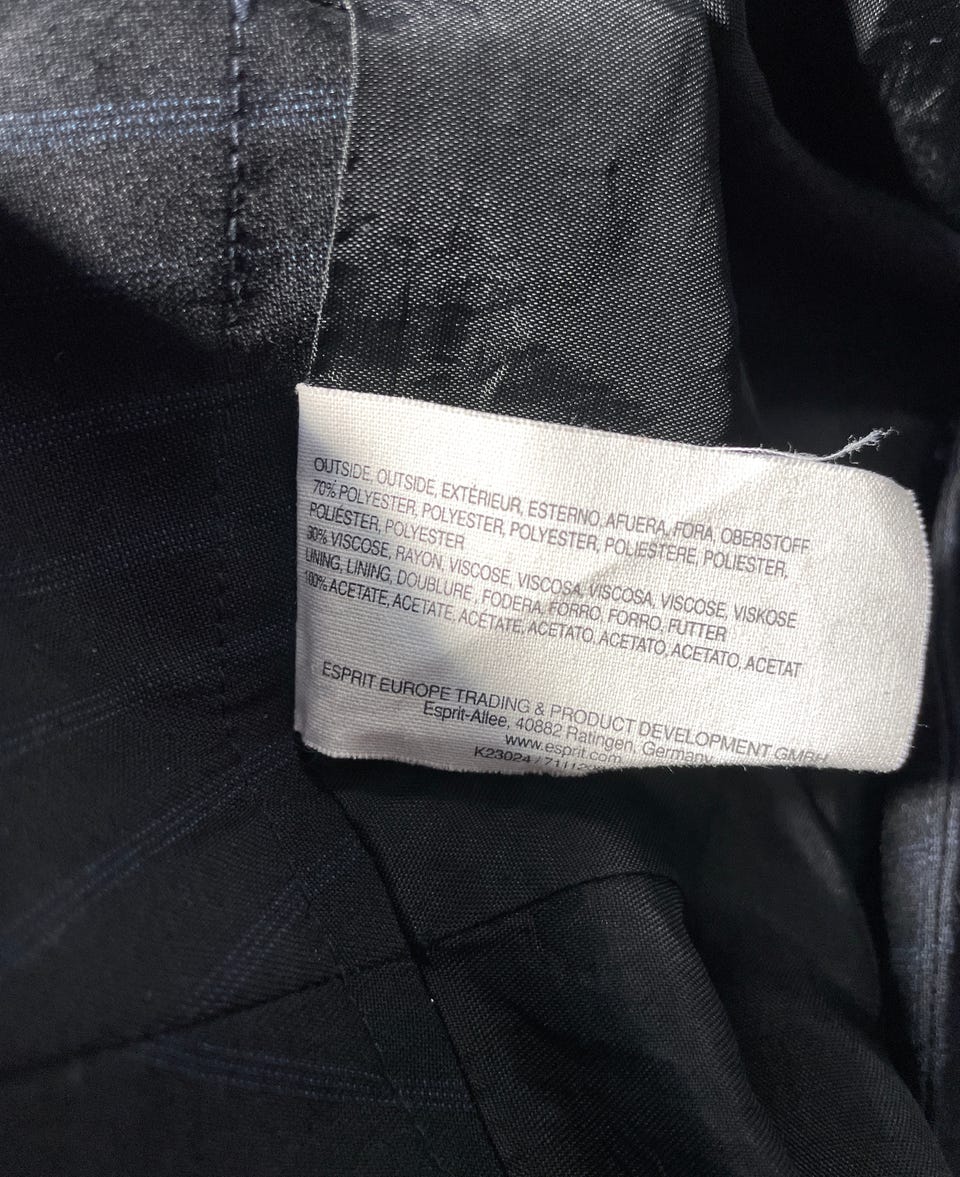 OUTSIDE, OUTSIDE, EXTÉRIEUR, ESTERNO, AFUERA, FORA, OBERSTOFF
70% POLYESTER, POLYESTER, POLYESTER, POLIESTERE, POLIESTER,
POLIÉSTER, POLYESTER
30% VISCOSE, RAYON, VISCOSE, VISCOSA, VISCOSA, VISCOSE, VISKOSE
LINING, LINING, DOUBLURE, FODERA, FORRO, FORRO, FUTTER
100% ACETATE, ACETATE, ACÉTATE, ACETATO, ACETATO, ACETATO, ACETAT
ESPRIT EUROPE TRADING & PRODUCT DEVELOPMENT GMBH
Esprit-Allee, 40882 Ratingen, Germany
www.esprit.com
K23024 /